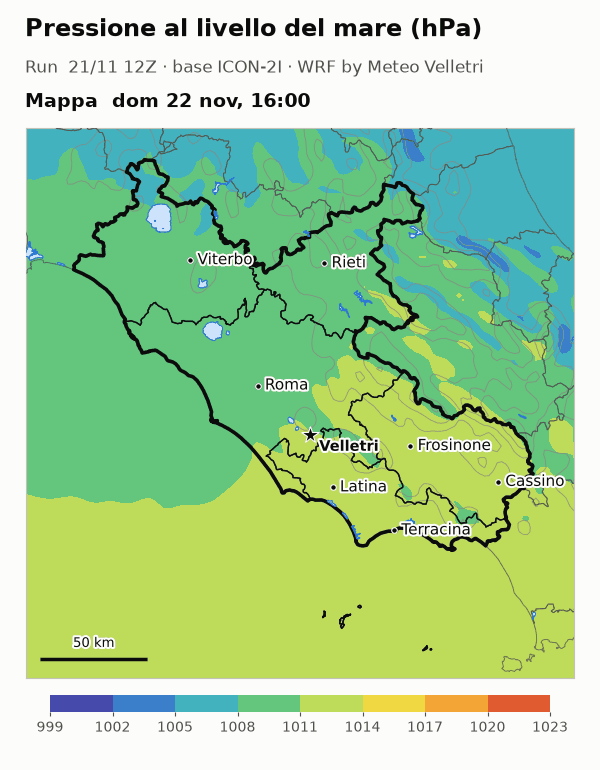 Pressione al livello del mare (hPa)
Run  21/11 12Z · base ICON-2I · WRF by Meteo Velletri
Mappa  dom 22 nov, 16:00
Viterbo
Rieti
Roma
Velletri
Frosinone
Cassino
Latina
Terracina
50 km
999 1002 1005 1008 1011 1014 1017 1020 1023